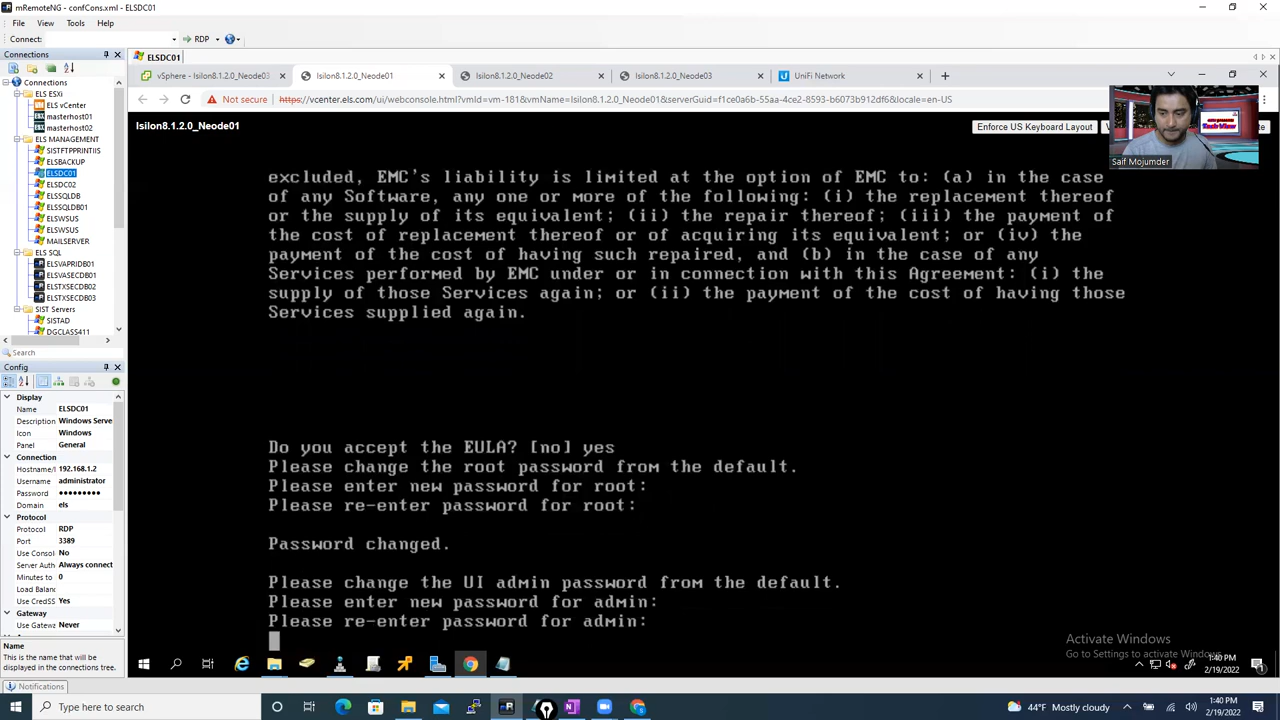 mRemoteNG - confCons.xml - ELSDC01
File View Tools Help
Connect: RDP
Connections
ELSDC01
Connections
ELS ESXi
ELS vCenter
masterhost01
masterhost02
ELS MANAGEMENT
SISTFTPPRINTIIS
ELSBACKUP
ELSDC01
ELSDC02
ELSSQLDB
ELSSQLDB01
ELSWSUS
ELSWSUS
MAILSERVER
ELS SQL
ELSVAPRIDB01
ELSVASECDB01
ELSTXSECDB02
ELSTXSECDB03
SIST Servers
SISTAD
DGCLASS411
Search
Config
Display
Name ELSDC01
Description Windows Serve
Icon Windows
Panel General
Connection
Hostname/I 192.168.1.2
Username administrator
Password •••••••••
Domain els
Protocol
Protocol RDP
Port 3389
Use Consol No
Server Auth Always connect
Minutes to 0
Load Balanc
Use CredSS Yes
Gateway
Use Gatew Never
Name
This is the name that will be
displayed in the connections tree.
Notifications
vSphere - Isilon8.1.2.0_Neode03 Isilon8.1.2.0_Neode01 Isilon8.1.2.0_Neode02 Isilon8.1.2.0_Neode03 UniFi Network
Not secure
Isilon8.1.2.0_Neode01
Enforce US Keyboard Layout
Saif Mojumder
Tech View
excluded, EMC's liability is limited at the option of EMC to: (a) in the case
of any Software, any one or more of the following: (i) the replacement thereof
or the supply of its equivalent; (ii) the repair thereof; (iii) the payment of
the cost of replacement thereof or of acquiring its equivalent; or (iv) the
payment of the cost of having such repaired, and (b) in the case of any
Services performed by EMC under or in connection with this Agreement: (i) the
supply of those Services again; or (ii) the payment of the cost of having those
Services supplied again.
Do you accept the EULA? [no] yes
Please change the root password from the default.
Please enter new password for root:
Please re-enter password for root:
Password changed.
Please change the UI admin password from the default.
Please enter new password for admin:
Please re-enter password for admin:
Activate Windows
Go to Settings to activate Windows.
1:40 PM
2/19/2022
Type here to search
44°F Mostly cloudy
1:40 PM
2/19/2022